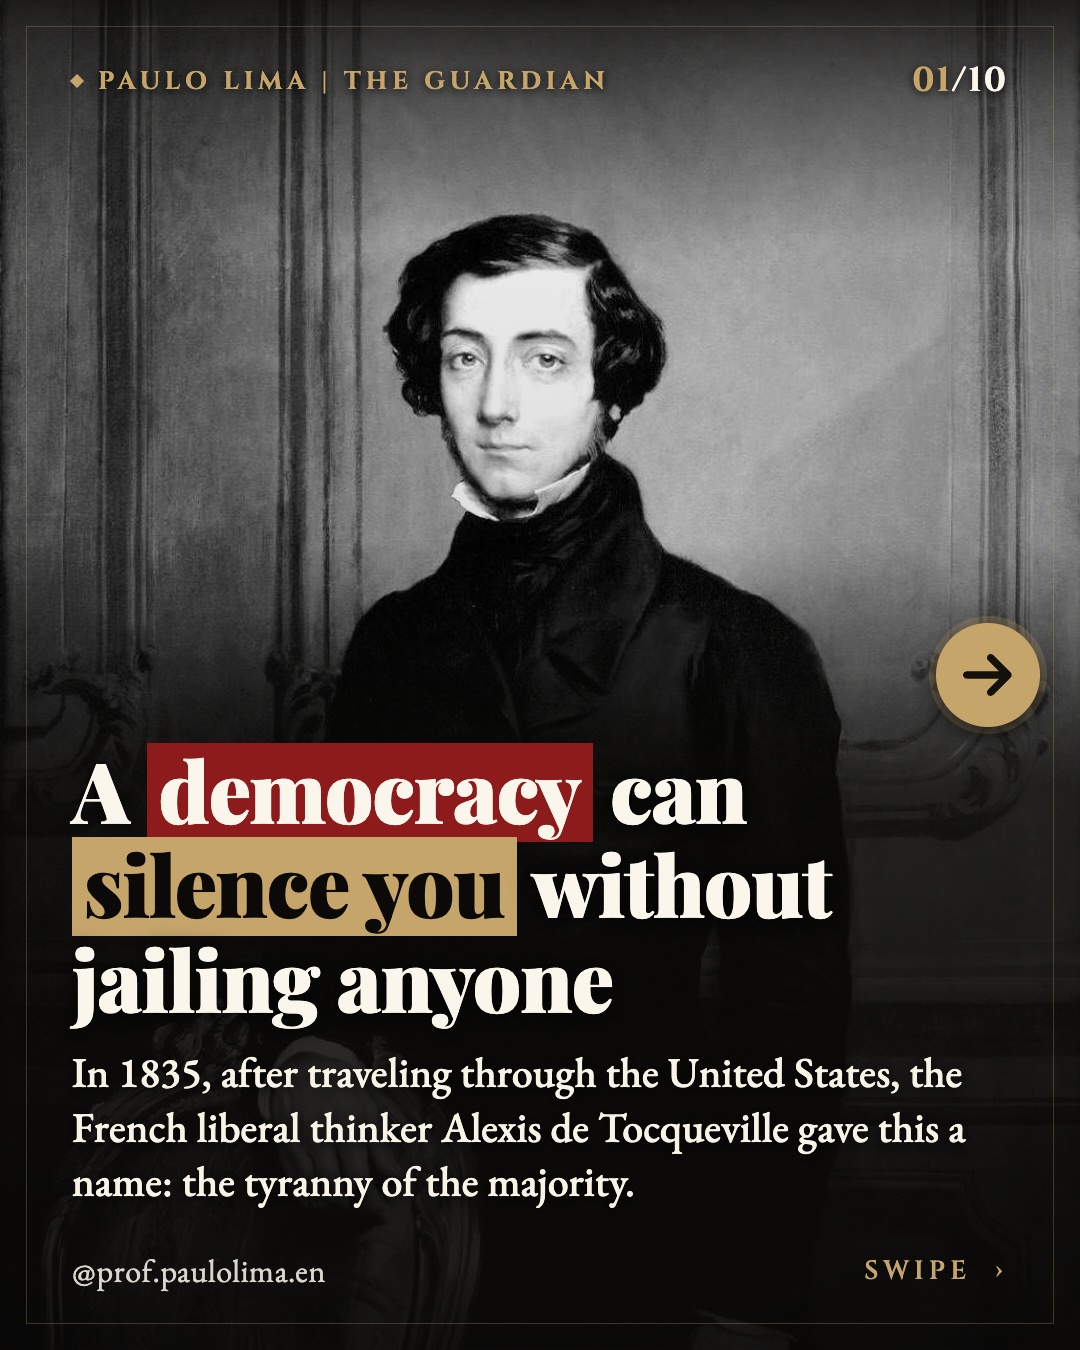 ◆ PAULO LIMA | THE GUARDIAN
01/10
A democracy can
silence you without
jailing anyone
In 1835, after traveling through the United States, the
French liberal thinker Alexis de Tocqueville gave this a
name: the tyranny of the majority.
@prof.paulolima.en
SWIPE ›